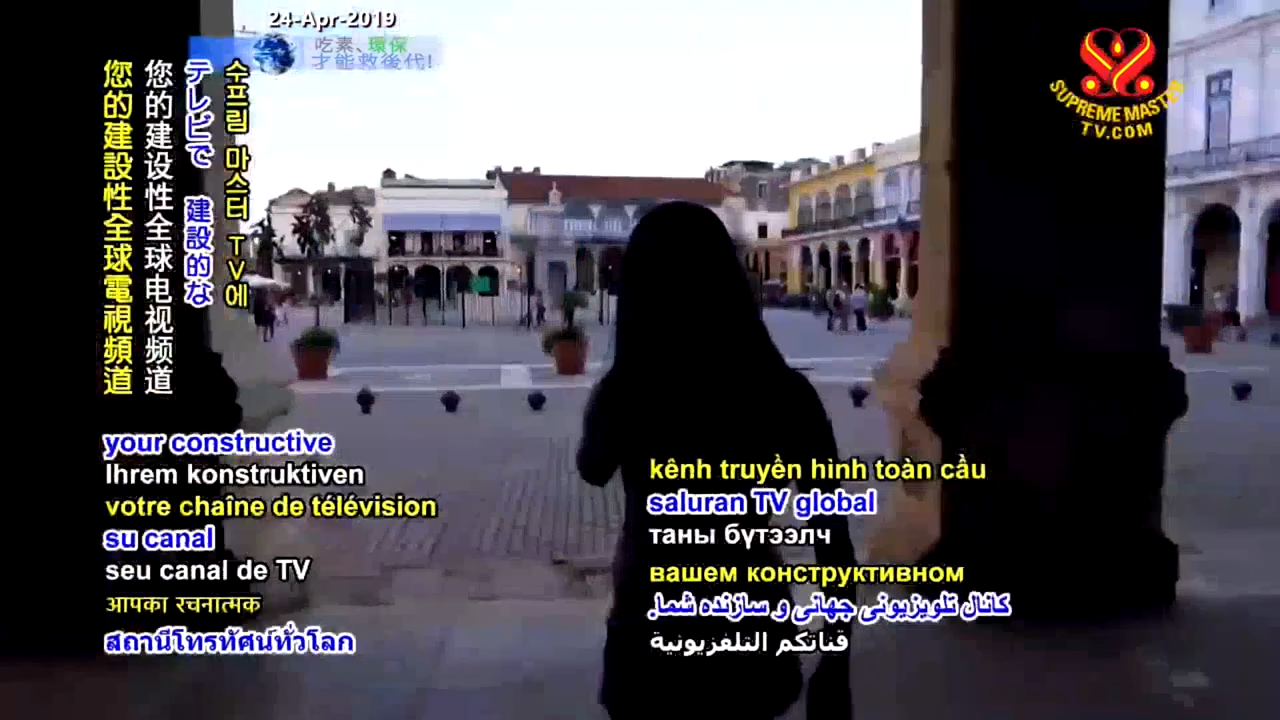 24-Apr-2019
吃素、環保
才能救後代!
SUPREME MASTER
TV.COM
수프림 마스터 TV에
テレビで 建設的な
您的建设性全球电视频道
您的建設性全球電視頻道
your constructive
Ihrem konstruktiven
votre chaîne de télévision
su canal
seu canal de TV
आपका रचनात्मक
สถานีโทรทัศน์ทั่วโลก
kênh truyền hình toàn cầu
saluran TV global
таны бүтээлч
вашем конструктивном
کانال تلویزیونی جهانی و سازنده شما.
قناتكم التلفزيونية